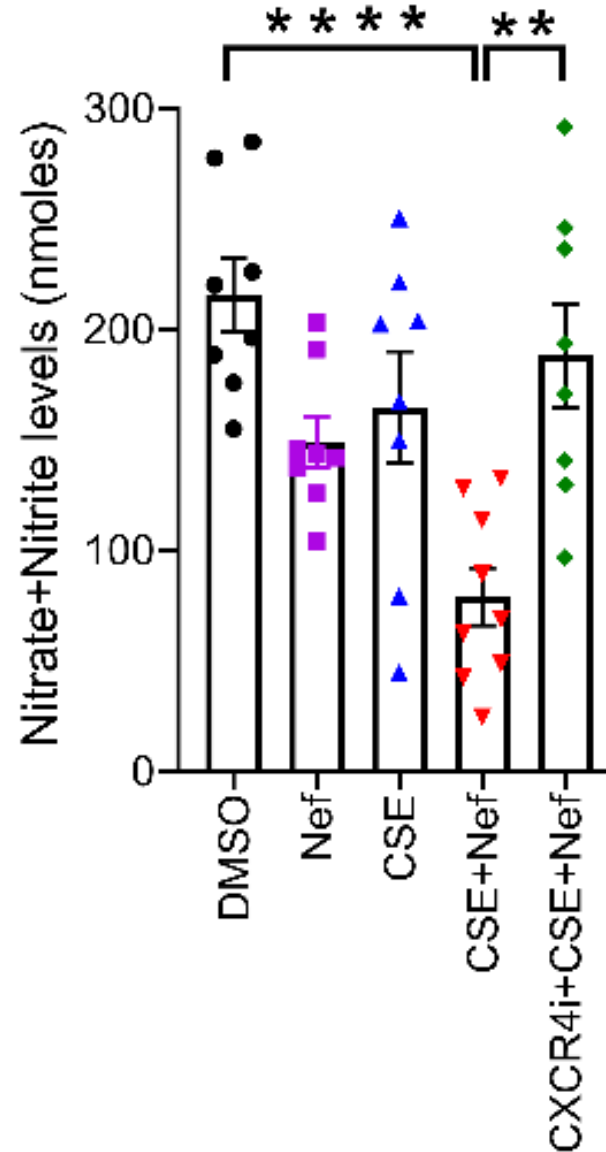 **** **
Nitrate+Nitrite levels (nmoles)
300
200
100
0
DMSO
Nef
CSE
CSE+Nef
CXCR4i+CSE+Nef